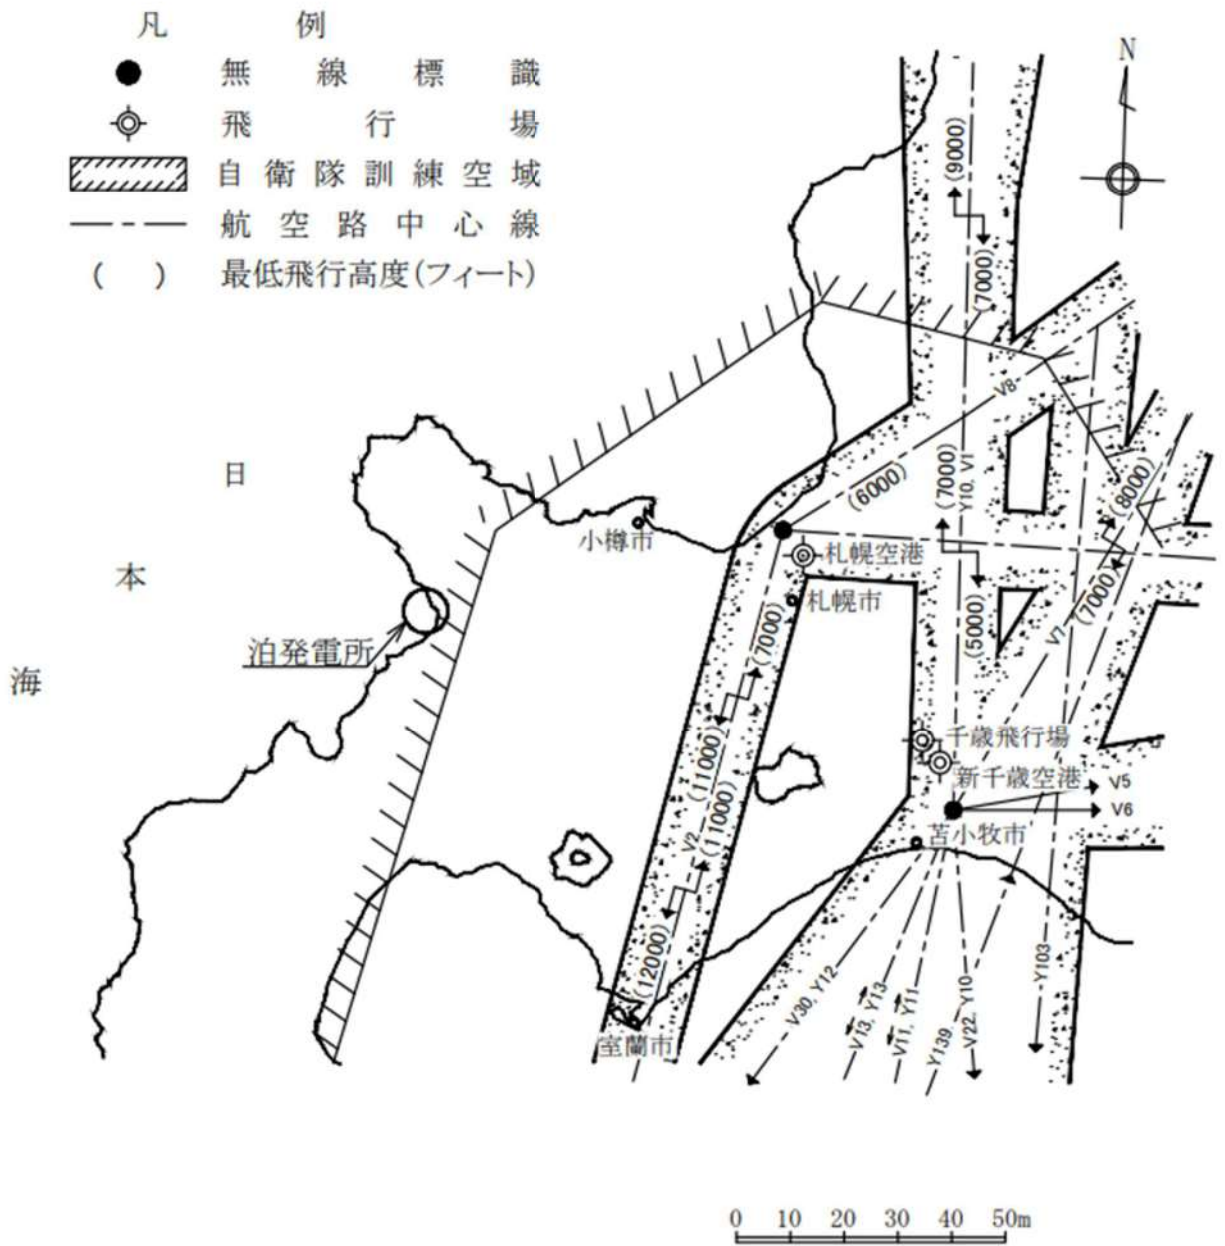 凡例
無線標識
飛行場
自衛隊訓練空域
航空路中心線
( ) 最低飛行高度(フィート)
N
(9000)
(7000)
V8
日
(6000)
(7000)
Y10, V1
(8000)
小樽市
札幌空港
本
札幌市
(7000)
(5000)
V7
(7000)
泊発電所
海
千歳飛行場
(11000)
新千歳空港
V5
V6
V2
(11000)
苫小牧市
(12000)
V30, Y12
V13, Y13
V11, Y11
Y139
V22, Y10
Y103
室蘭市
0 10 20 30 40 50m